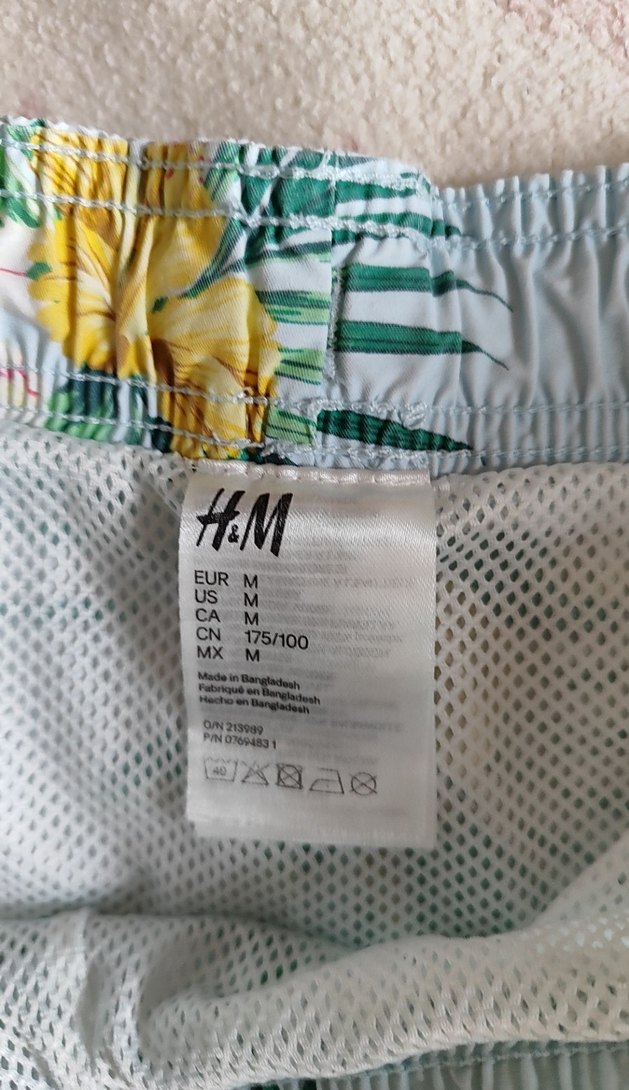 H&M
EUR M
US M
CA M
CN 175/100
MX M
Made in Bangladesh
Fabriqué en Bangladesh
Hecho en Bangladesh
O/N 213989
P/N 0769483 1
40